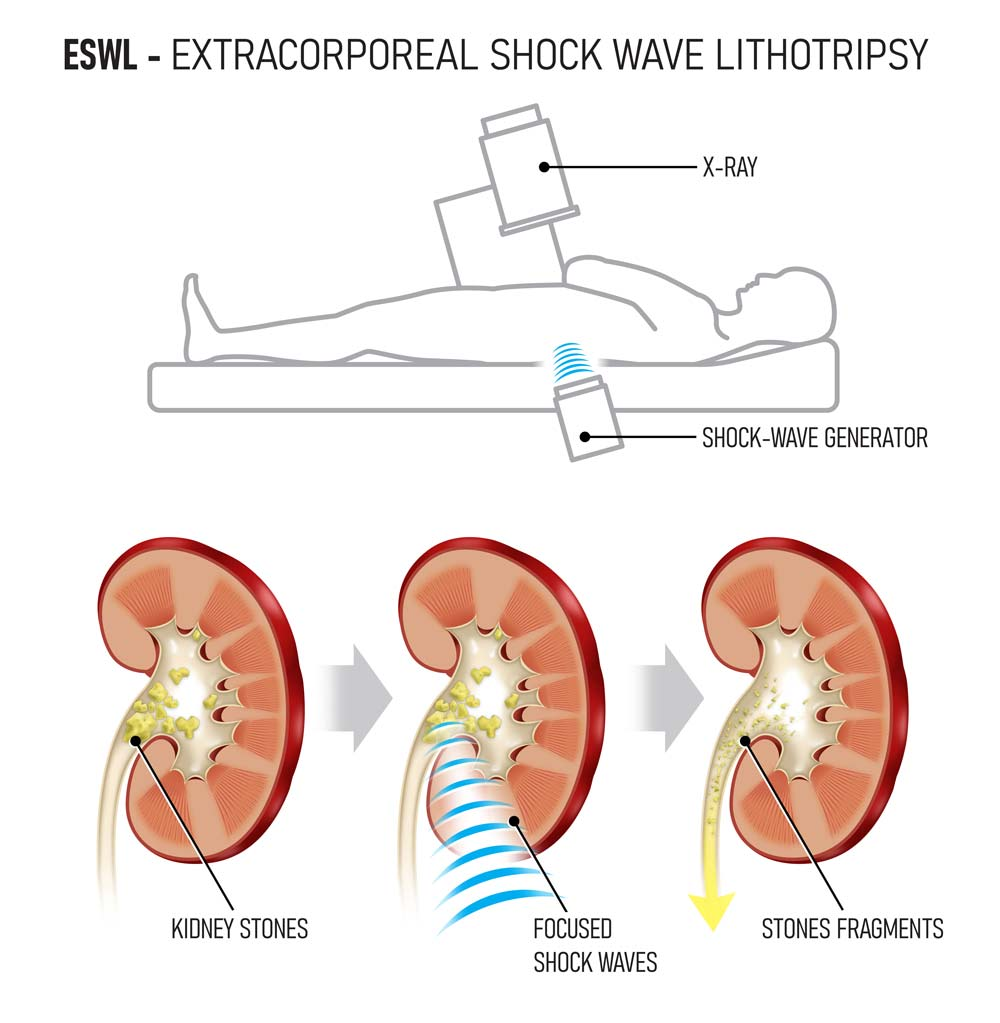 ESWL - EXTRACORPOREAL SHOCK WAVE LITHOTRIPSY
X-RAY
SHOCK-WAVE GENERATOR
KIDNEY STONES
FOCUSED
SHOCK WAVES
STONES FRAGMENTS